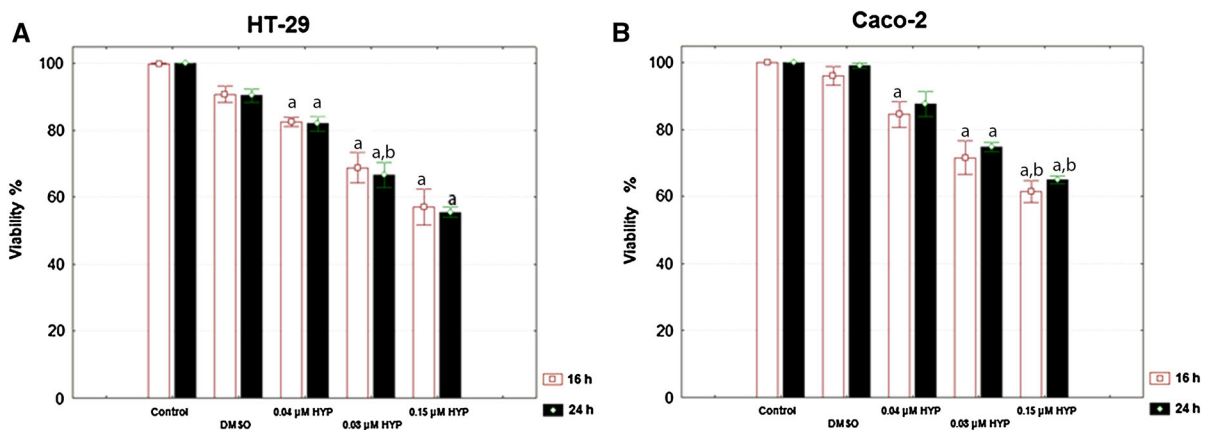 A
HT-29
Viability %
100
80
60
40
20
0
a
a
a
a,b
a
a
Control
DMSO
0.04 µM HYP
0.08 µM HYP
0.15 µM HYP
16 h
24 h
B
Caco-2
Viability %
100
80
60
40
20
0
a
a
a
a,b
a,b
Control
DMSO
0.04 µM HYP
0.08 µM HYP
0.15 µM HYP
16 h
24 h